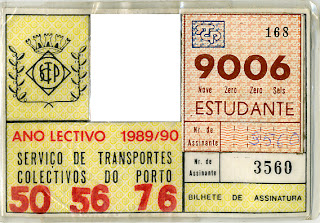 168
9006
Nove Zero Zero Seis
ESTUDANTE
Nr. de
Assinante
ANO LECTIVO 1989/90
SERVIÇO DE TRANSPORTES
COLECTIVOS DO PORTO
50 56 76
Nr. de
Assinante
3560
BILHETE DE ASSINATURA